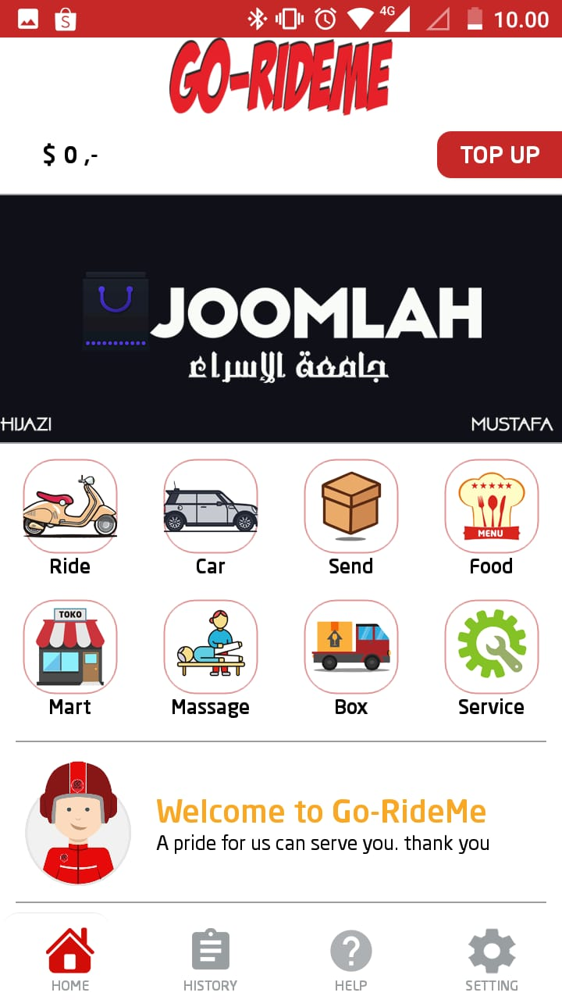 4G 10.00
GO-RIDEME
$ 0 ,-
TOP UP
JOOMLAH
جامعة الإسراء
HIJAZI
MUSTAFA
Ride
Car
Send
MENU
Food
TOKO
Mart
Massage
Box
Service
Welcome to Go-RideMe
A pride for us can serve you. thank you
HOME
HISTORY
HELP
SETTING